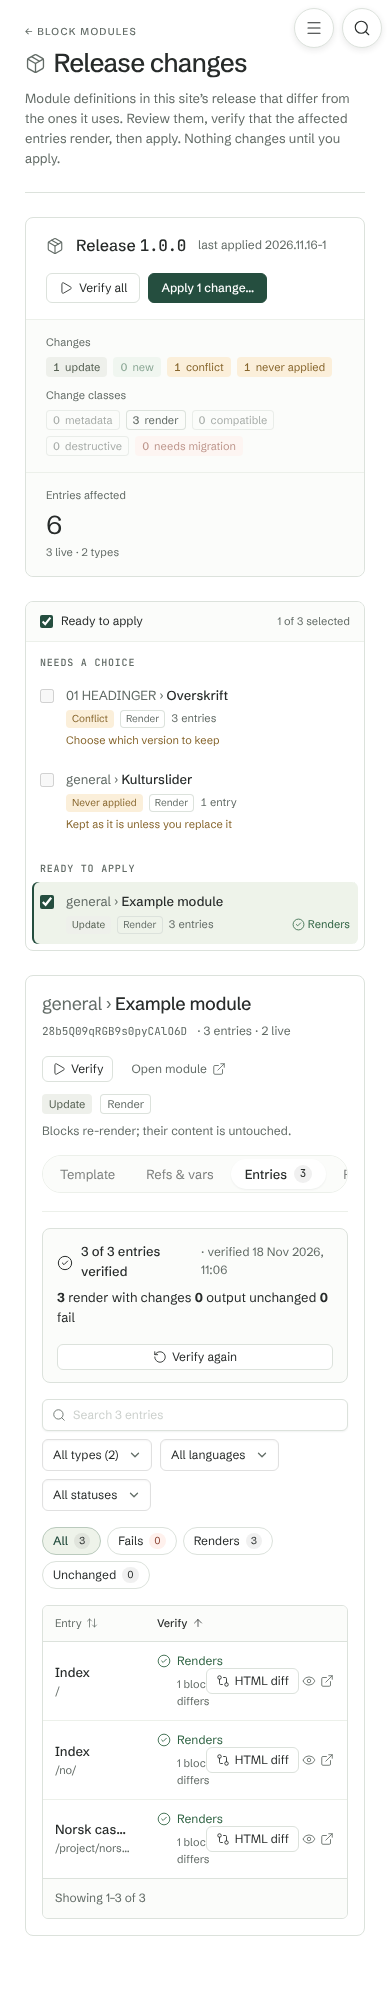 ← BLOCK MODULES
Release changes
Module definitions in this site's release that differ from
the ones it uses. Review them, verify that the affected
entries render, then apply. Nothing changes until you
apply.
Release 1.0.0 last applied 2026.11.16-1
Verify all
Apply 1 change...
Changes
1 update
0 new
1 conflict
1 never applied
Change classes
0 metadata
3 render
0 compatible
0 destructive
0 needs migration
Entries affected
6
3 live · 2 types
Ready to apply
1 of 3 selected
NEEDS A CHOICE
01 HEADINGER › Overskrift
Conflict Render 3 entries
Choose which version to keep
general › Kulturslider
Never applied Render 1 entry
Kept as it is unless you replace it
READY TO APPLY
general › Example module
Update Render 3 entries
Renders
general › Example module
28b5Q09qRGB9s0pyCAlO6D · 3 entries · 2 live
Verify
Open module
Update Render
Blocks re-render; their content is untouched.
Template
Refs & vars
Entries 3
3 of 3 entries
verified
· verified 18 Nov 2026,
11:06
3 render with changes 0 output unchanged 0
fail
Verify again
Search 3 entries
All types (2)
All languages
All statuses
All 3
Fails 0
Renders 3
Unchanged 0
Entry
Verify ↑
Index
/
Renders
1 bloc
differs
HTML diff
Index
/no/
Renders
1 bloc
differs
HTML diff
Norsk cas...
/project/nors...
Renders
1 bloc
differs
HTML diff
Showing 1–3 of 3